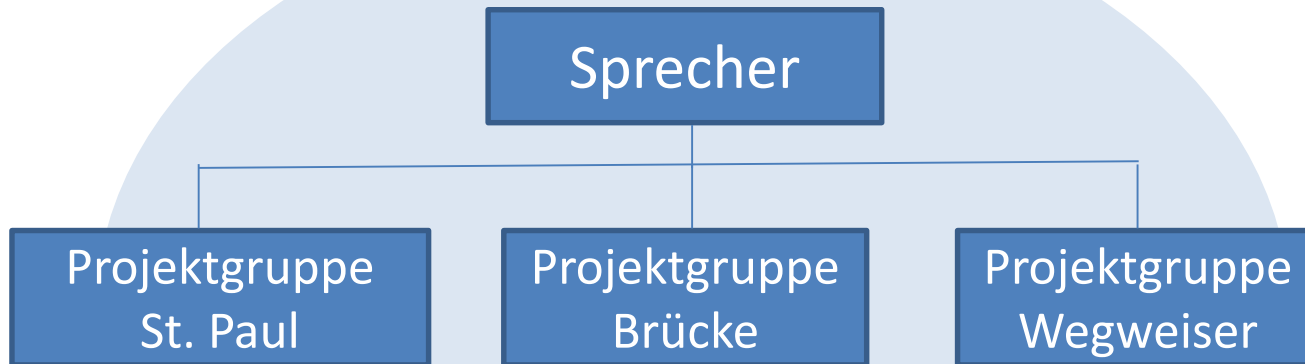 Sprecher
Projektgruppe
St. Paul
Projektgruppe
Brücke
Projektgruppe
Wegweiser